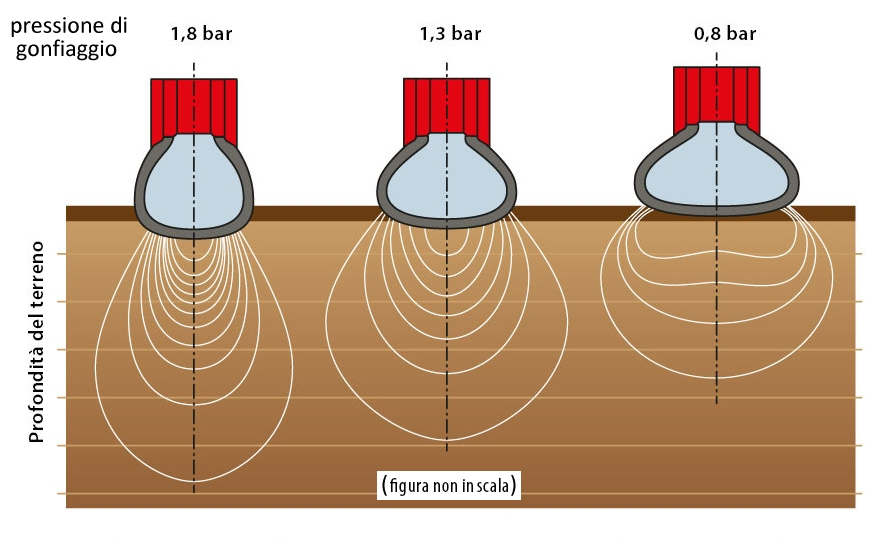 pressione di
gonfiaggio
1,8 bar
1,3 bar
0,8 bar
Profondità del terreno
(figura non in scala)